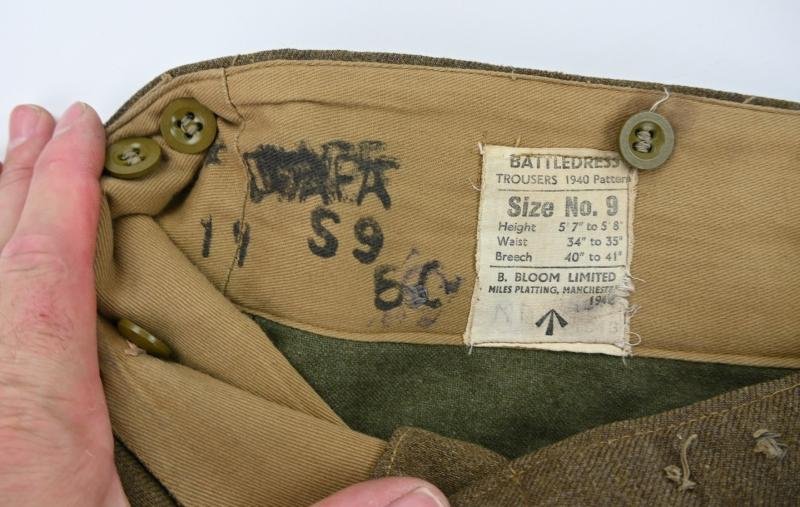 19
S9
BATTLEDRESS
TROUSERS 1940 Pattern
Size No. 9
Height 5'7" to 5'8"
Waist 34" to 35"
Breech 40" to 41"
B. BLOOM LIMITED
MILES PLATTING, MANCHESTER